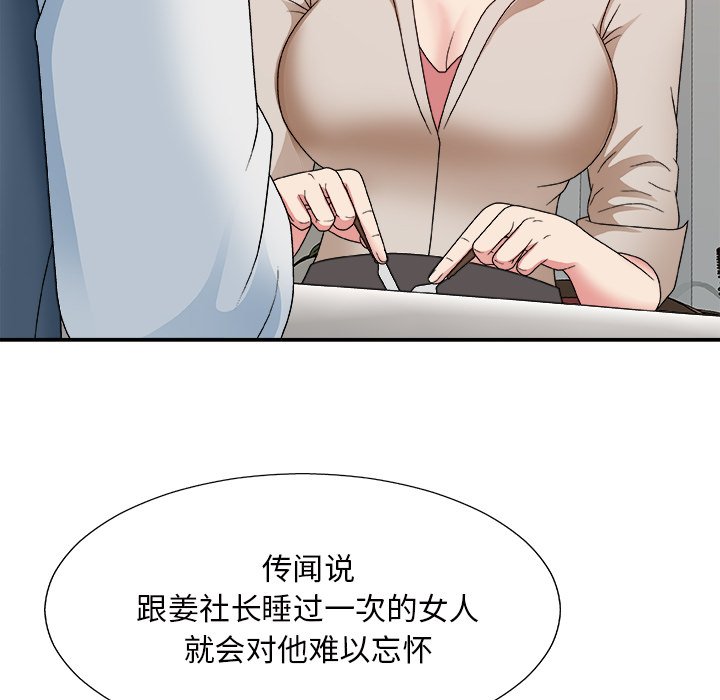 传闻说
跟姜社长睡过一次的女人
就会对他难以忘怀